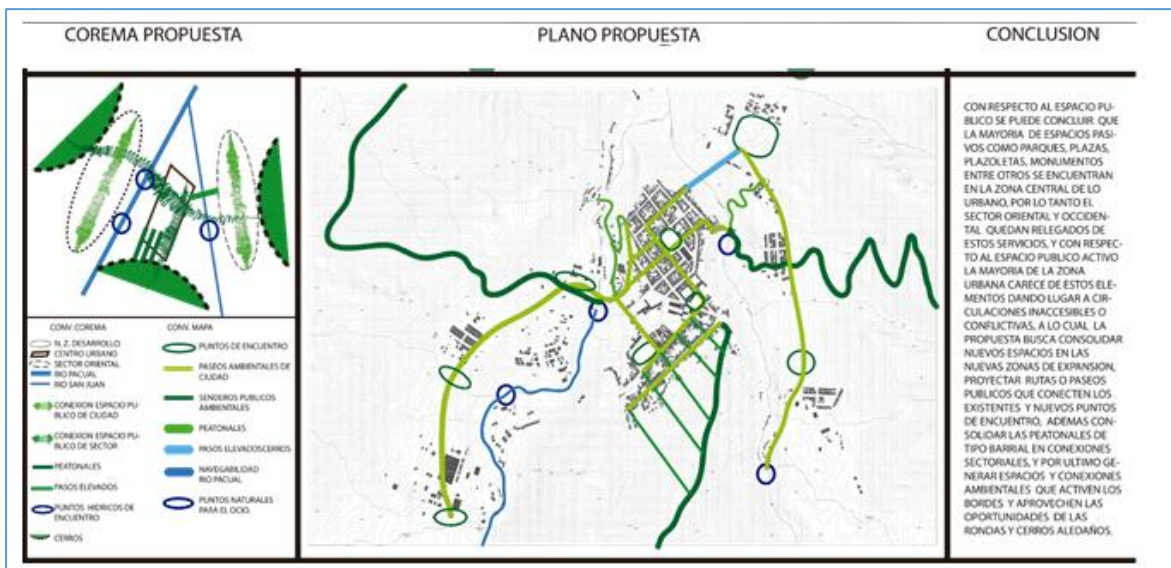 COREMA PROPUESTA
PLANO PROPUESTA
CONCLUSION
CONV. COREMA
N. Z. DESARROLLO
CENTRO URBANO
SECTOR ORIENTAL
RIO PACUAL
RIO SAN JUAN
CONEXION ESPACIO PU-
BLICO DE CIUDAD
CONEXION ESPACIO PU-
BLICO DE SECTOR
PEATONALES
PASOS ELEVADOS
PUNTOS HIDRICOS DE
ENCUENTRO
CERROS
CONV. MAPA
PUNTOS DE ENCUENTRO
PASEOS AMBIENTALES DE
CIUDAD
SENDEROS PUBLICOS
AMBIENTALES
PEATONALES
PASOS ELEVADOSCERROS
NAVEGABILIDAD
RIO PACUAL
PUNTOS NATURALES
PARA EL OCIO.
CON RESPECTO AL ESPACIO PU-
BLICO SE PUEDE CONCLUIR QUE
LA MAYORIA DE ESPACIOS PASI-
VOS COMO PARQUES, PLAZAS,
PLAZOLETAS, MONUMENTOS
ENTRE OTROS SE ENCUENTRAN
EN LA ZONA CENTRAL DE LO
URBANO, POR LO TANTO EL
SECTOR ORIENTAL Y OCCIDEN-
TAL QUEDAN RELEGADOS DE
ESTOS SERVICIOS, Y CON RESPEC-
TO AL ESPACIO PUBLICO ACTIVO
LA MAYORIA DE LA ZONA
URBANA CARECE DE ESTOS ELE-
MENTOS DANDO LUGAR A CIR-
CULACIONES INACCESIBLES O
CONFLICTIVAS, A LO CUAL LA
PROPUESTA BUSCA CONSOLIDAR
NUEVOS ESPACIOS EN LAS
NUEVAS ZONAS DE EXPANSION,
PROYECTAR RUTAS O PASEOS
PUBLICOS QUE CONECTEN LOS
EXISTENTES Y NUEVOS PUNTOS
DE ENCUENTRO, ADEMAS CON-
SOLIDAR LAS PEATONALES DE
TIPO BARRIAL EN CONEXIONES
SECTORIALES, Y POR ULTIMO GE-
NERAR ESPACIOS Y CONEXIONES
AMBIENTALES QUE ACTIVEN LOS
BORDES Y APROVECHEN LAS
OPORTUNIDADES DE LAS
RONDAS Y CERROS ALEDAÑOS.